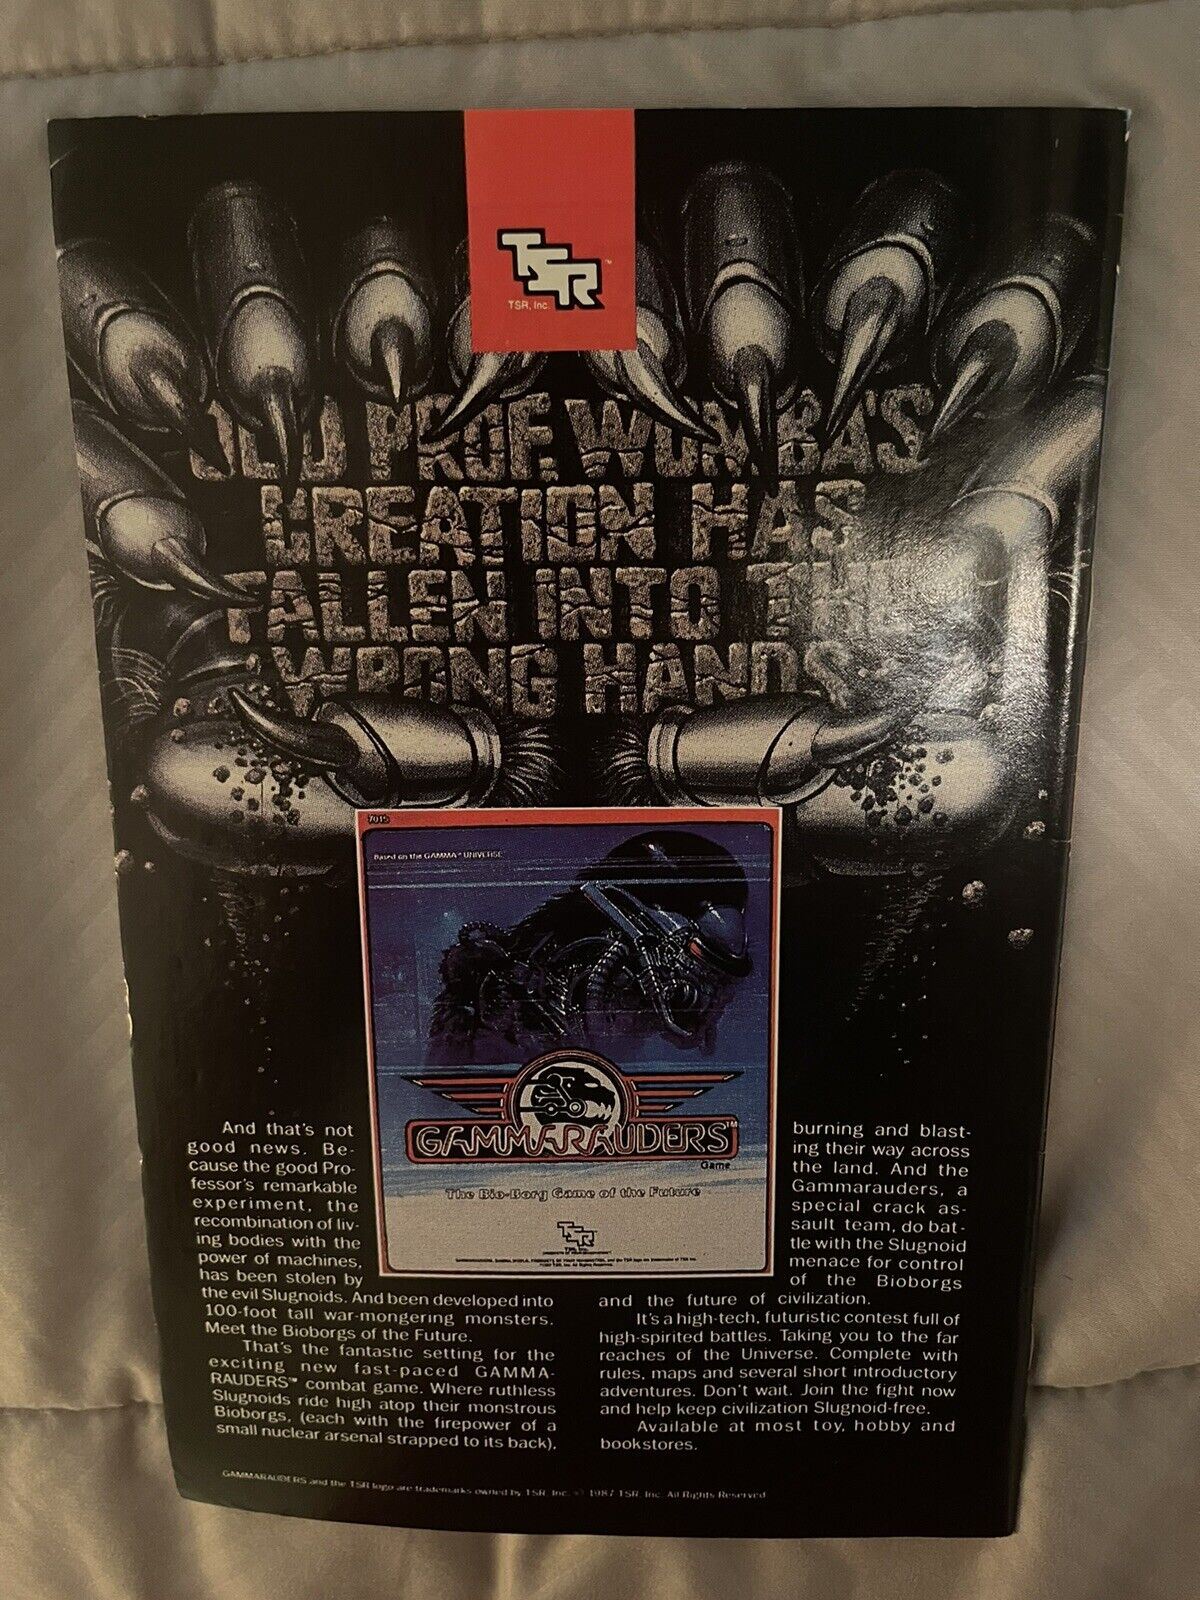 TSR™
TSR, Inc.
OLD PROF. WUMBA'S
CREATION HAS
FALLEN INTO THE
WRONG HANDS.
7015
Based on the GAMMA™ UNIVERSE
GAMMARAUDERS™
Game
The Bio-Borg Game of the Future
TSR, Inc.
And that's not
good news. Be-
cause the good Pro-
fessor's remarkable
experiment, the
recombination of liv-
ing bodies with the
power of machines,
has been stolen by
the evil Slugnoids. And been developed into
100-foot tall war-mongering monsters.
Meet the Bioborgs of the Future.
That's the fantastic setting for the
exciting new fast-paced GAMMA-
RAUDERS™ combat game. Where ruthless
Slugnoids ride high atop their monstrous
Bioborgs, (each with the firepower of a
small nuclear arsenal strapped to its back),
burning and blast-
ing their way across
the land. And the
Gammarauders, a
special crack as-
sault team, do bat-
tle with the Slugnoid
menace for control
of the Bioborgs
and the future of civilization.
It's a high-tech, futuristic contest full of
high-spirited battles. Taking you to the far
reaches of the Universe. Complete with
rules, maps and several short introductory
adventures. Don't wait. Join the fight now
and help keep civilization Slugnoid-free.
Available at most toy, hobby and
bookstores.
GAMMARAUDERS and the TSR logo are trademarks owned by TSR, Inc. © 1987 TSR, Inc. All Rights Reserved